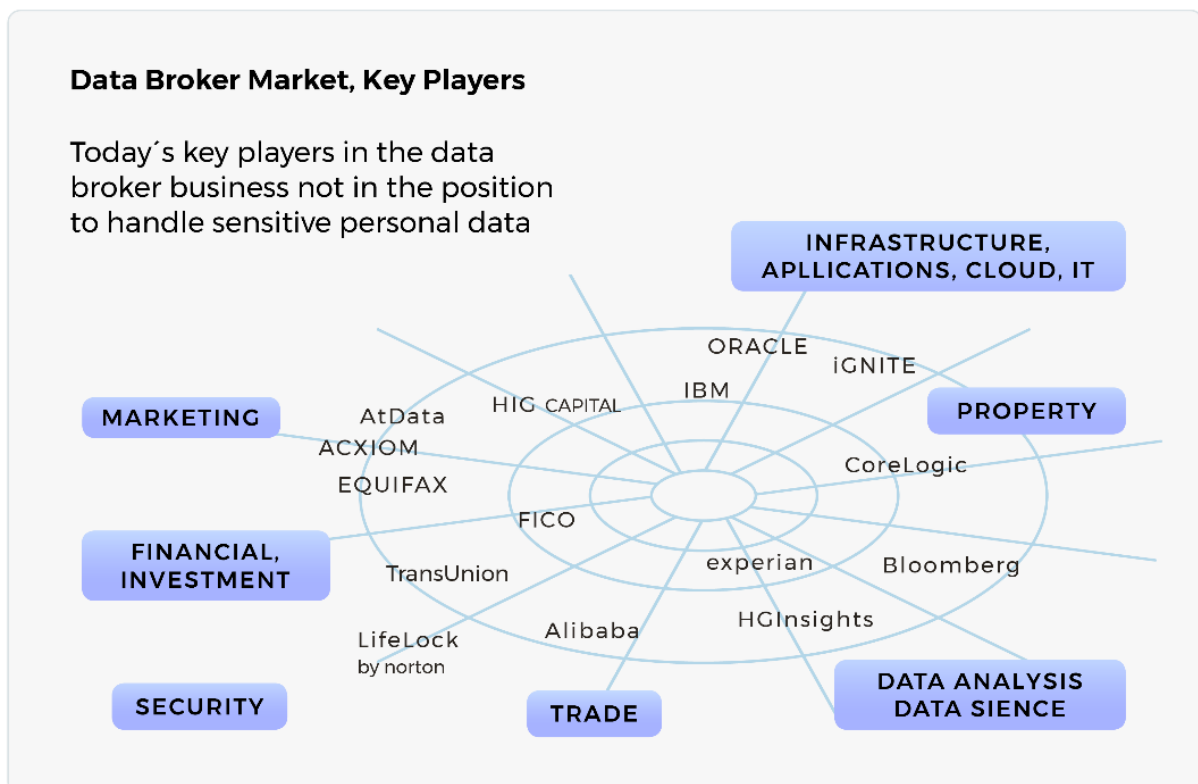 Data Broker Market, Key Players
Today´s key players in the data
broker business not in the position
to handle sensitive personal data
INFRASTRUCTURE,
APLLICATIONS, CLOUD, IT
ORACLE
iGNITE
IBM
HIG CAPITAL
MARKETING
AtData
PROPERTY
ACXIOM
CoreLogic
EQUIFAX
FICO
FINANCIAL,
INVESTMENT
experian
Bloomberg
TransUnion
HGInsights
Alibaba
LifeLock
by norton
SECURITY
TRADE
DATA ANALYSIS
DATA SIENCE